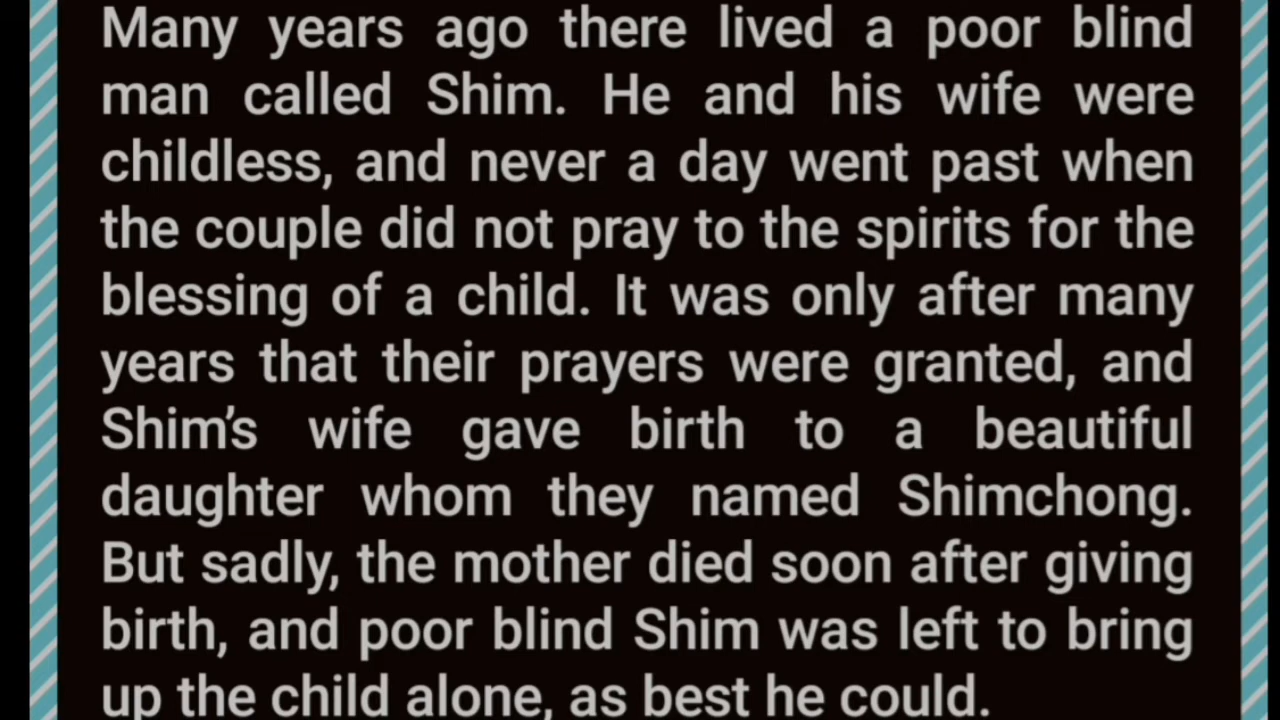 Many years ago there lived a poor blind
man called Shim. He and his wife were
childless, and never a day went past when
the couple did not pray to the spirits for the
blessing of a child. It was only after many
years that their prayers were granted, and
Shim’s wife gave birth to a beautiful
daughter whom they named Shimchong.
But sadly, the mother died soon after giving
birth, and poor blind Shim was left to bring
up the child alone, as best he could.